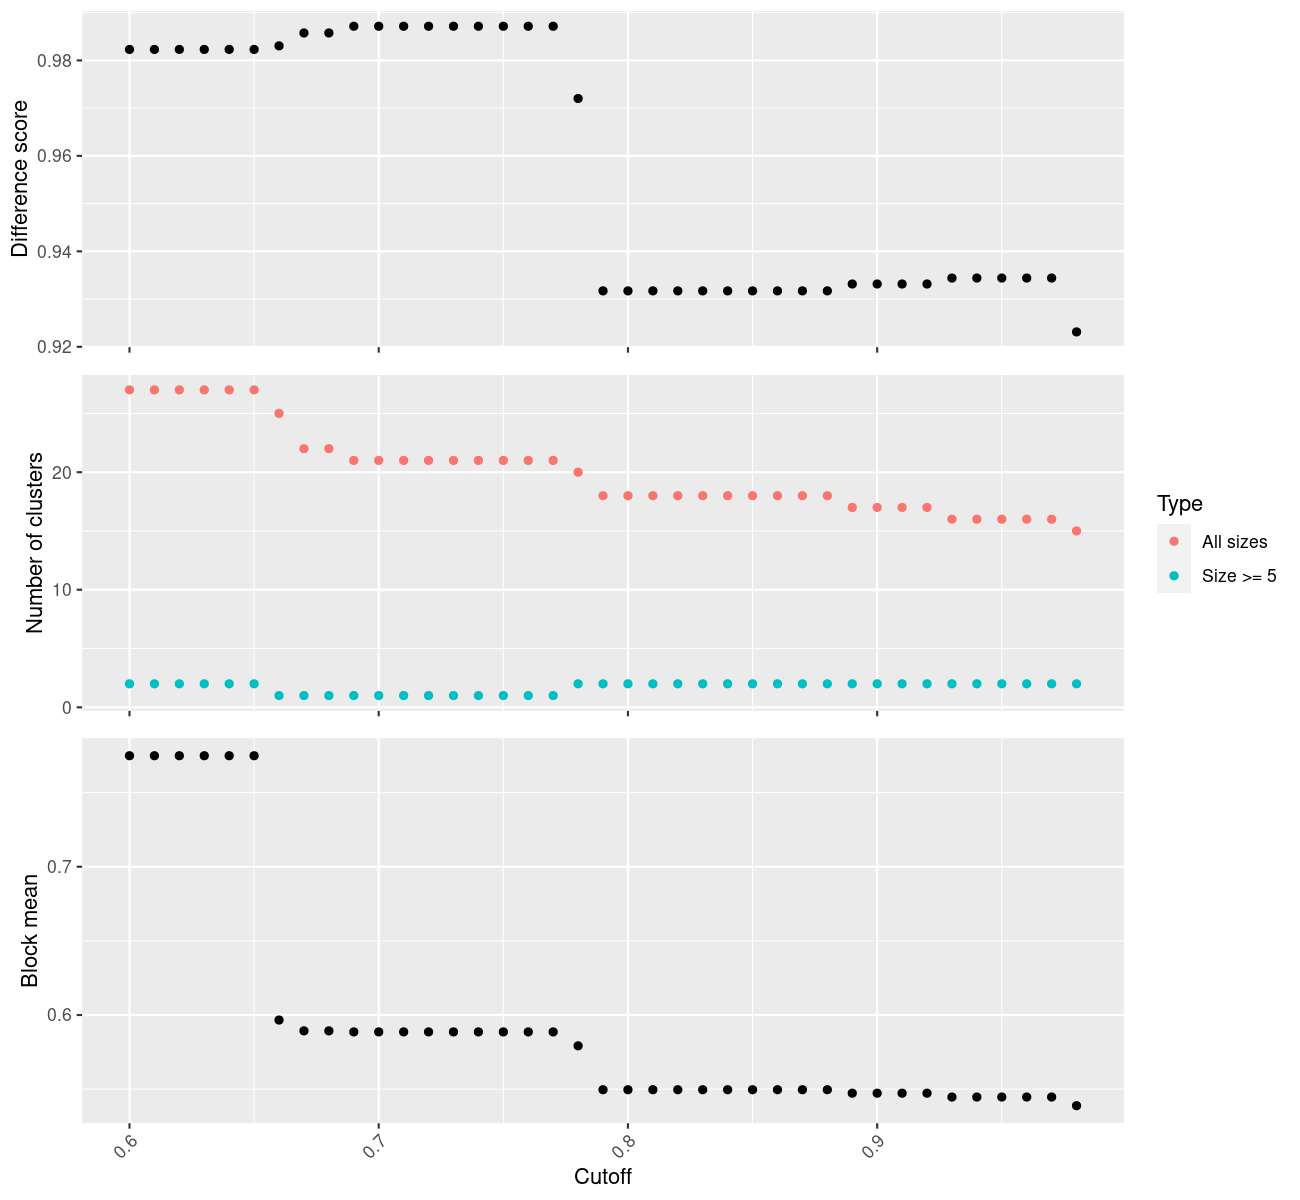 Difference score
0.98
0.96
0.94
0.92
Number of clusters
20
10
0
Type
All sizes
Size >= 5
Block mean
0.7
0.6
0.6
0.7
0.8
0.9
Cutoff